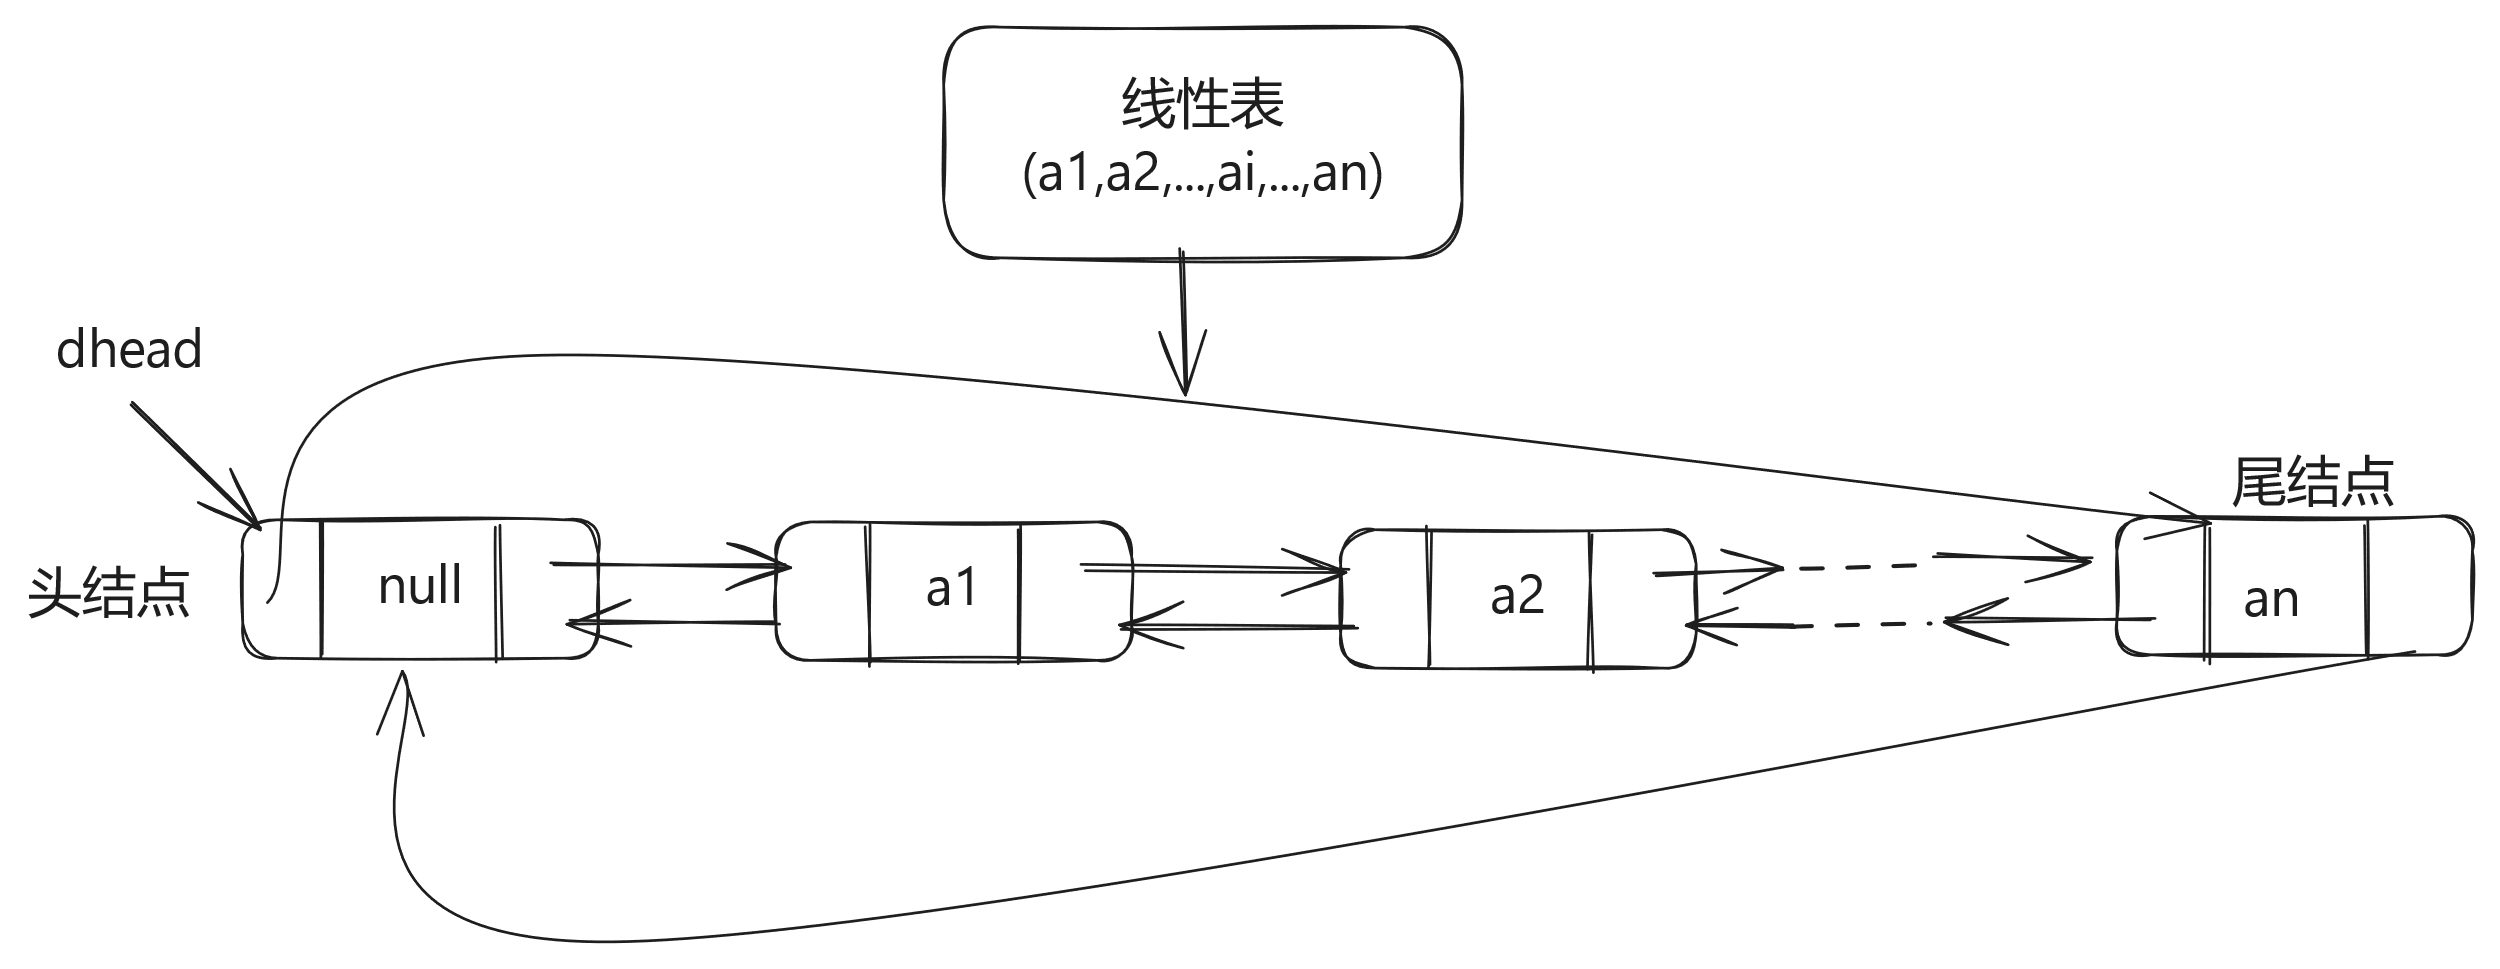 线性表
(a1,a2,...,ai,...,an)
dhead
尾结点
头结点
null
a1
a2
an